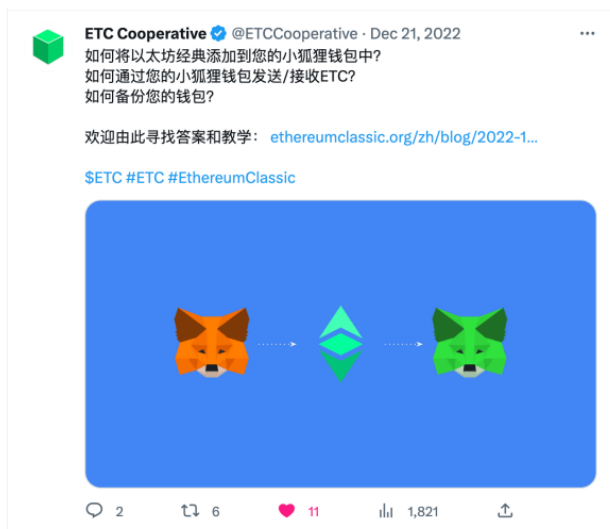 ETC Cooperative @ETCCooperative · Dec 21, 2022
如何将以太坊经典添加到您的小狐狸钱包中?
如何通过您的小狐狸钱包发送/接收ETC?
如何备份您的钱包?
欢迎由此寻找答案和教学： ethereumclassic.org/zh/blog/2022-1...
$ETC #ETC #EthereumClassic
2 6 11 1,821